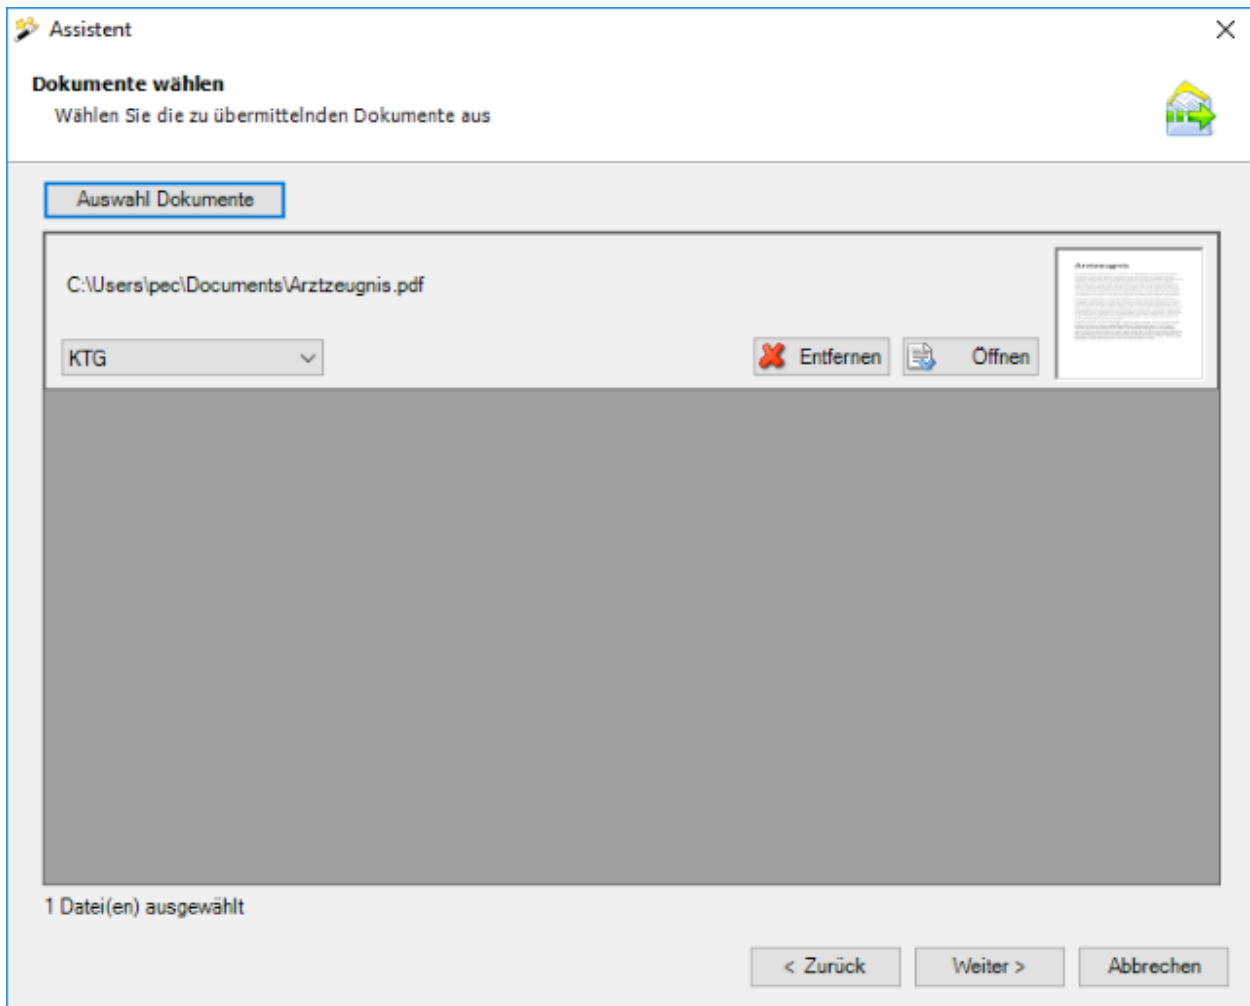 Assistent
Dokumente wählen
Wählen Sie die zu übermittelnden Dokumente aus
Auswahl Dokumente
C:\Users\pec\Documents\Arztzeugnis.pdf
Arztzeugnis
KTG
Entfernen
Öffnen
1 Datei(en) ausgewählt
< Zurück
Weiter >
Abbrechen